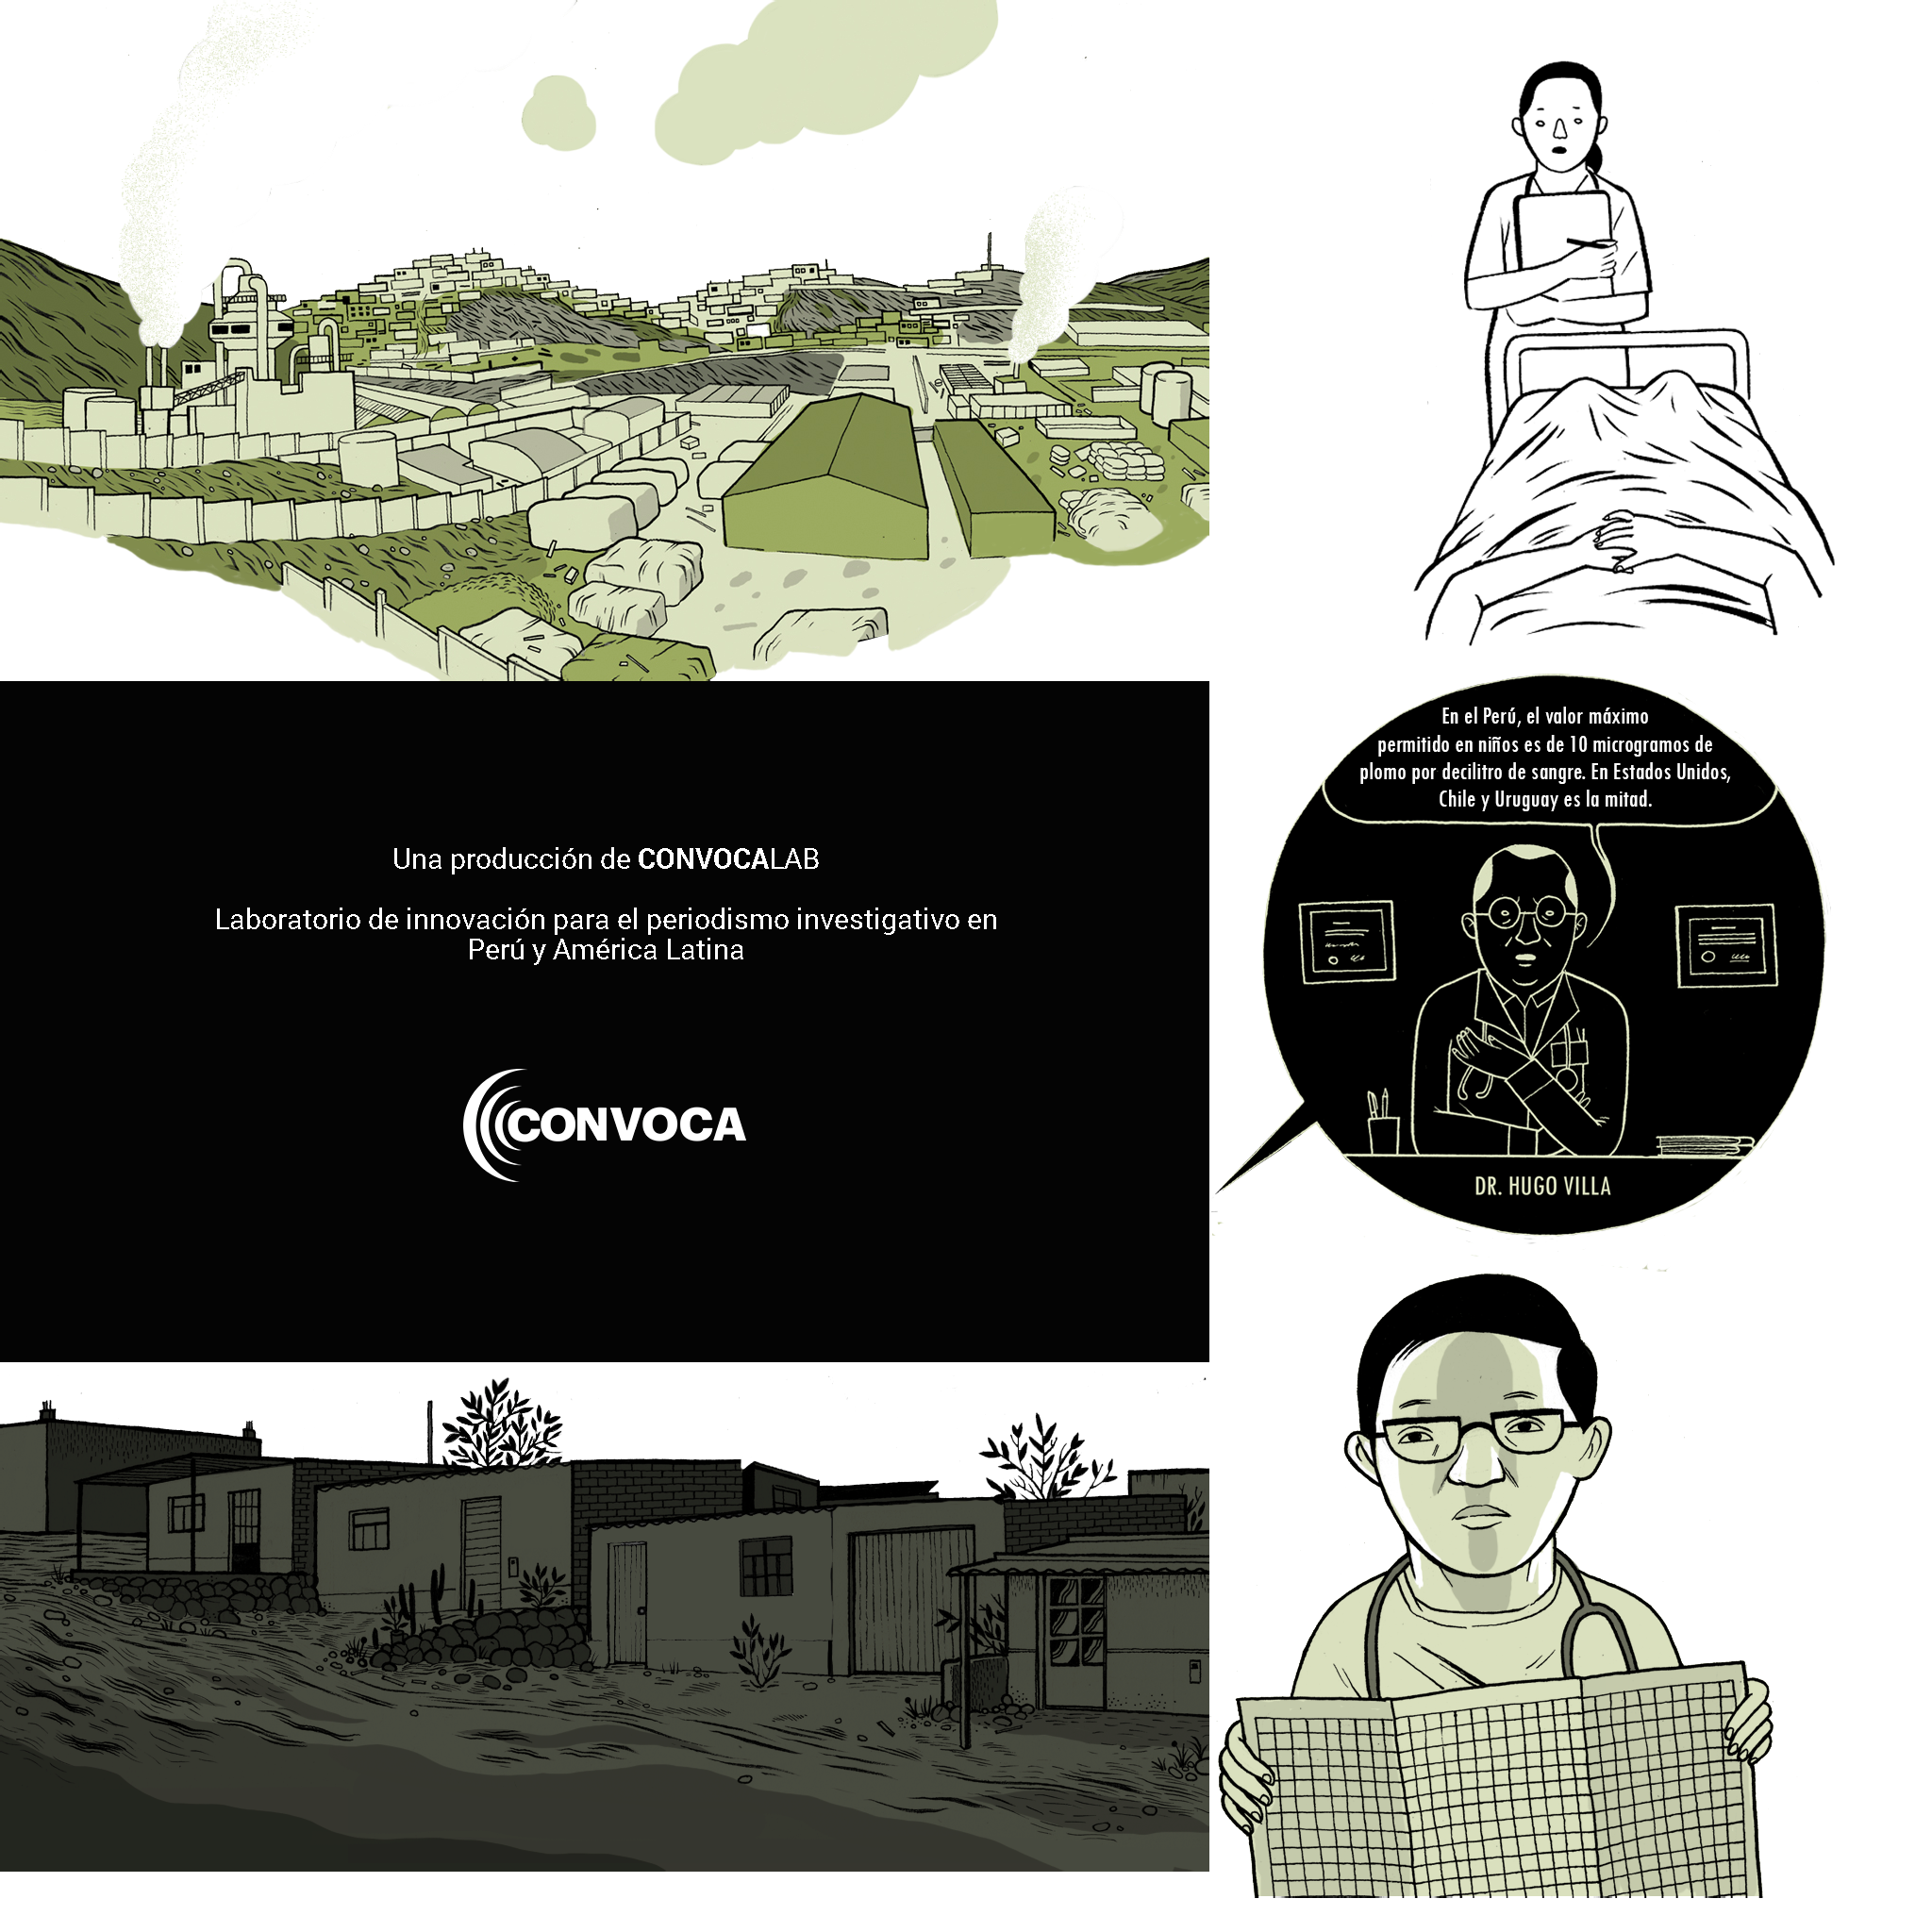 En el Perú, el valor máximo
permitido en niños es de 10 microgramos de
plomo por decilitro de sangre. En Estados Unidos,
Chile y Uruguay es la mitad.
DR. HUGO VILLA
Una producción de CONVOCALAB
Laboratorio de innovación para el periodismo investigativo en
Perú y América Latina
CONVOCA